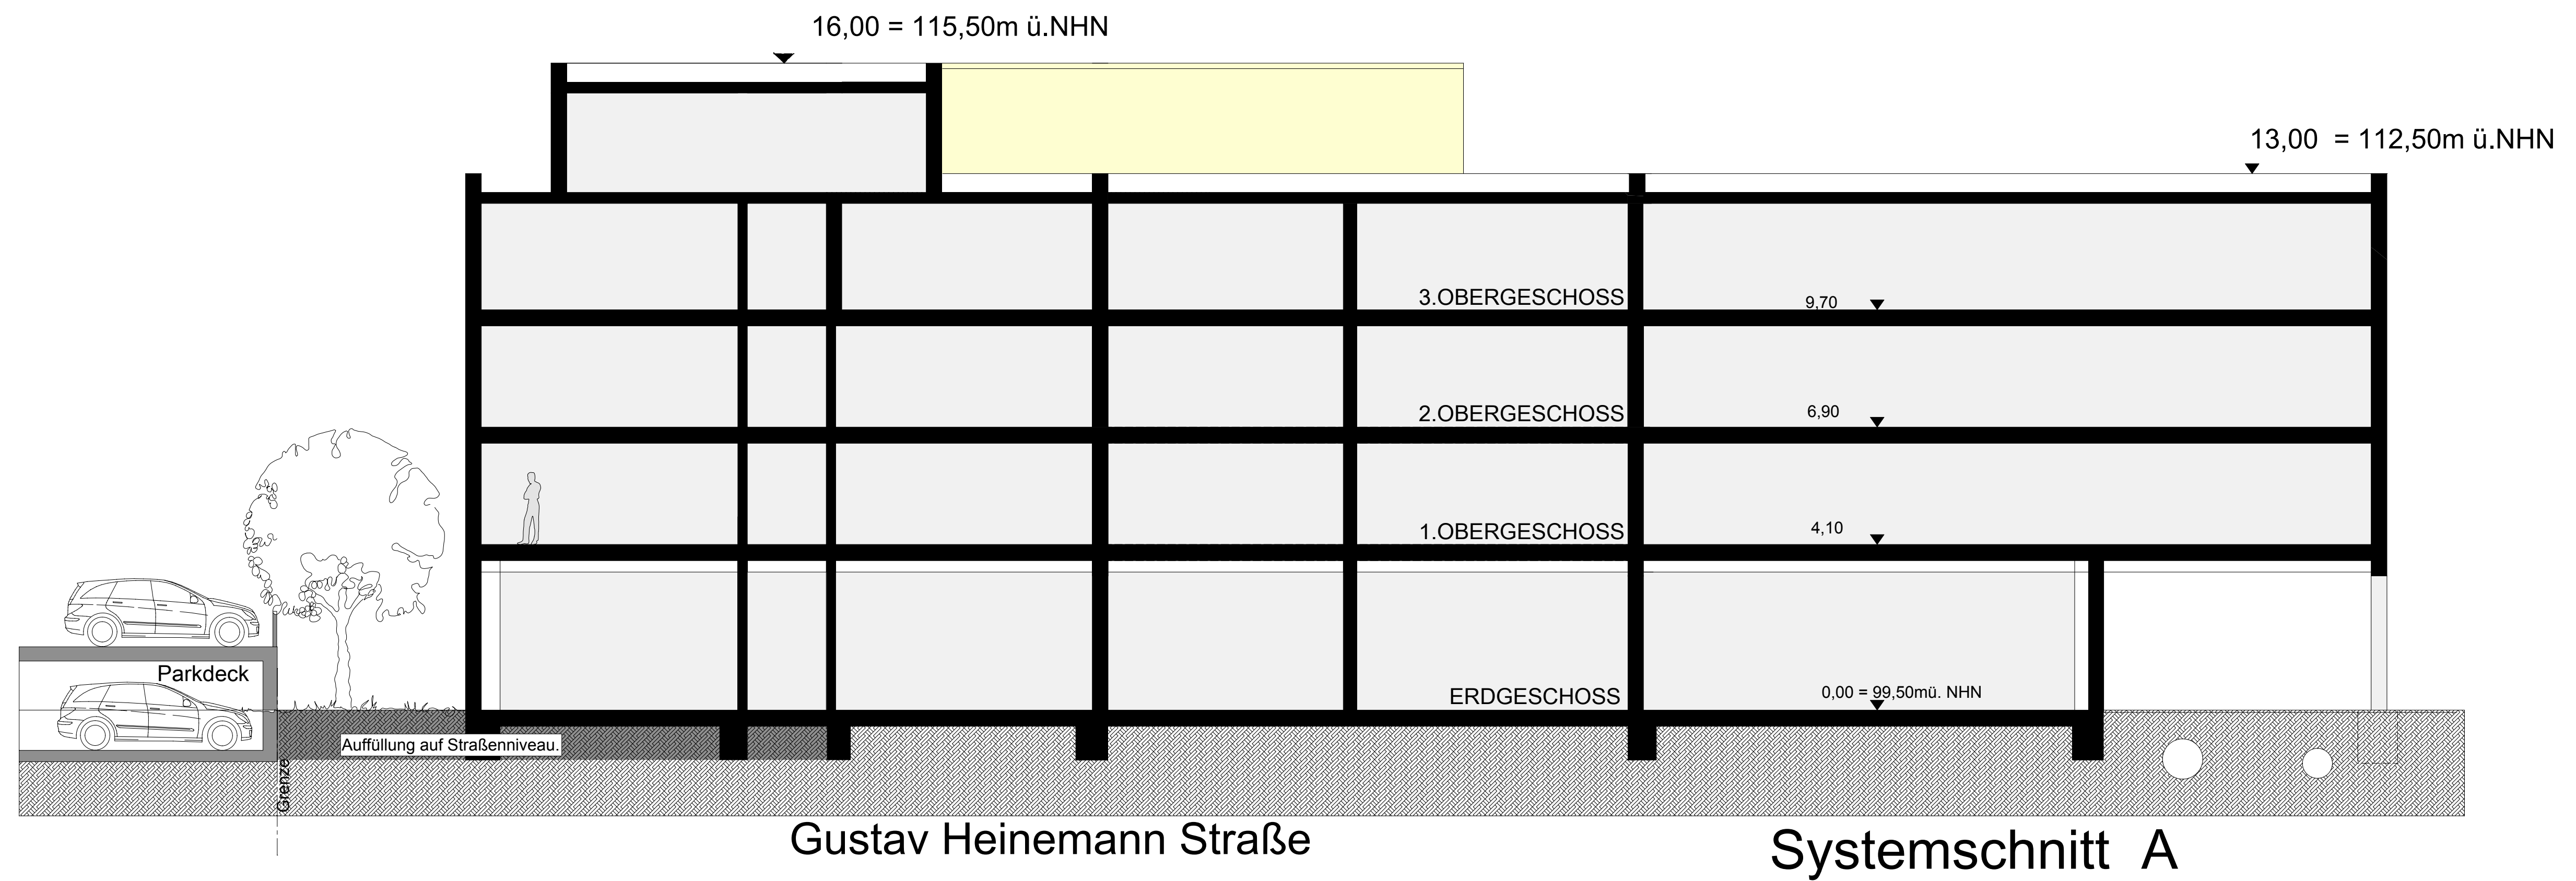 16,00 = 115,50m ü.NHN
13,00 = 112,50m ü.NHN
3.OBERGESCHOSS
9,70
2.OBERGESCHOSS
6,90
1.OBERGESCHOSS
4,10
Parkdeck
ERDGESCHOSS
0,00 = 99,50mü. NHN
Auffüllung auf Straßenniveau.
Grenze
Gustav Heinemann Straße
Systemschnitt A